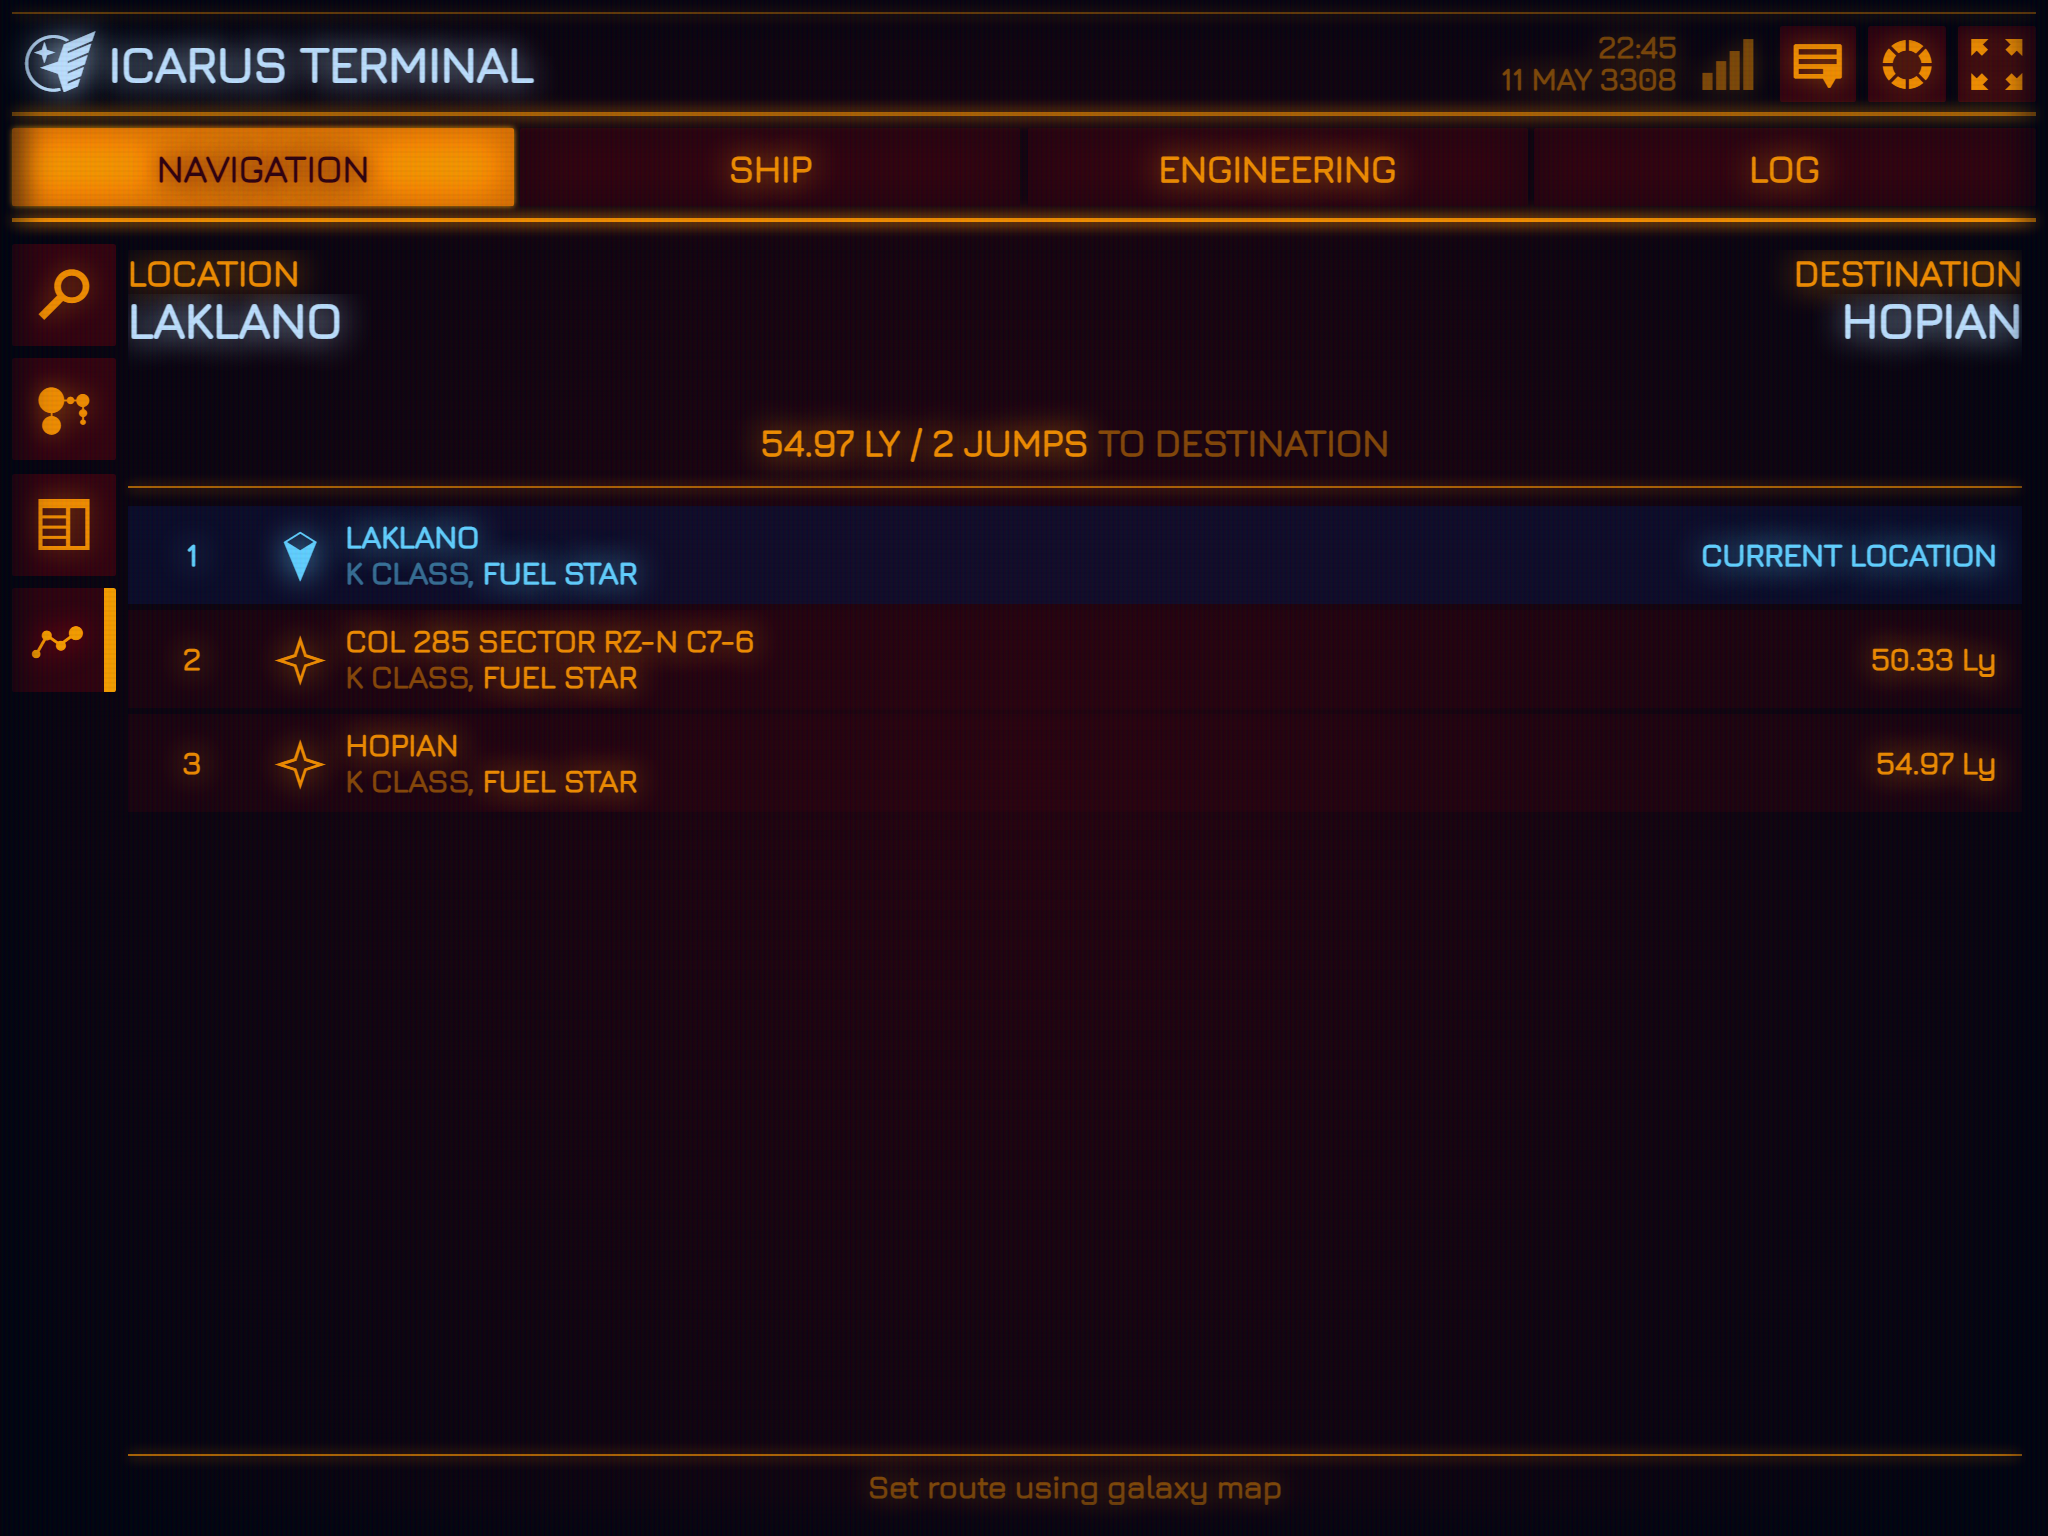 ICARUS TERMINAL
22:45
11 MAY 3308
NAVIGATION
SHIP
ENGINEERING
LOG
LOCATION
LAKLANO
DESTINATION
HOPIAN
54.97 LY / 2 JUMPS TO DESTINATION
1
LAKLANO
K CLASS, FUEL STAR
CURRENT LOCATION
2
COL 285 SECTOR RZ-N C7-6
K CLASS, FUEL STAR
50.33 Ly
3
HOPIAN
K CLASS, FUEL STAR
54.97 Ly
Set route using galaxy map